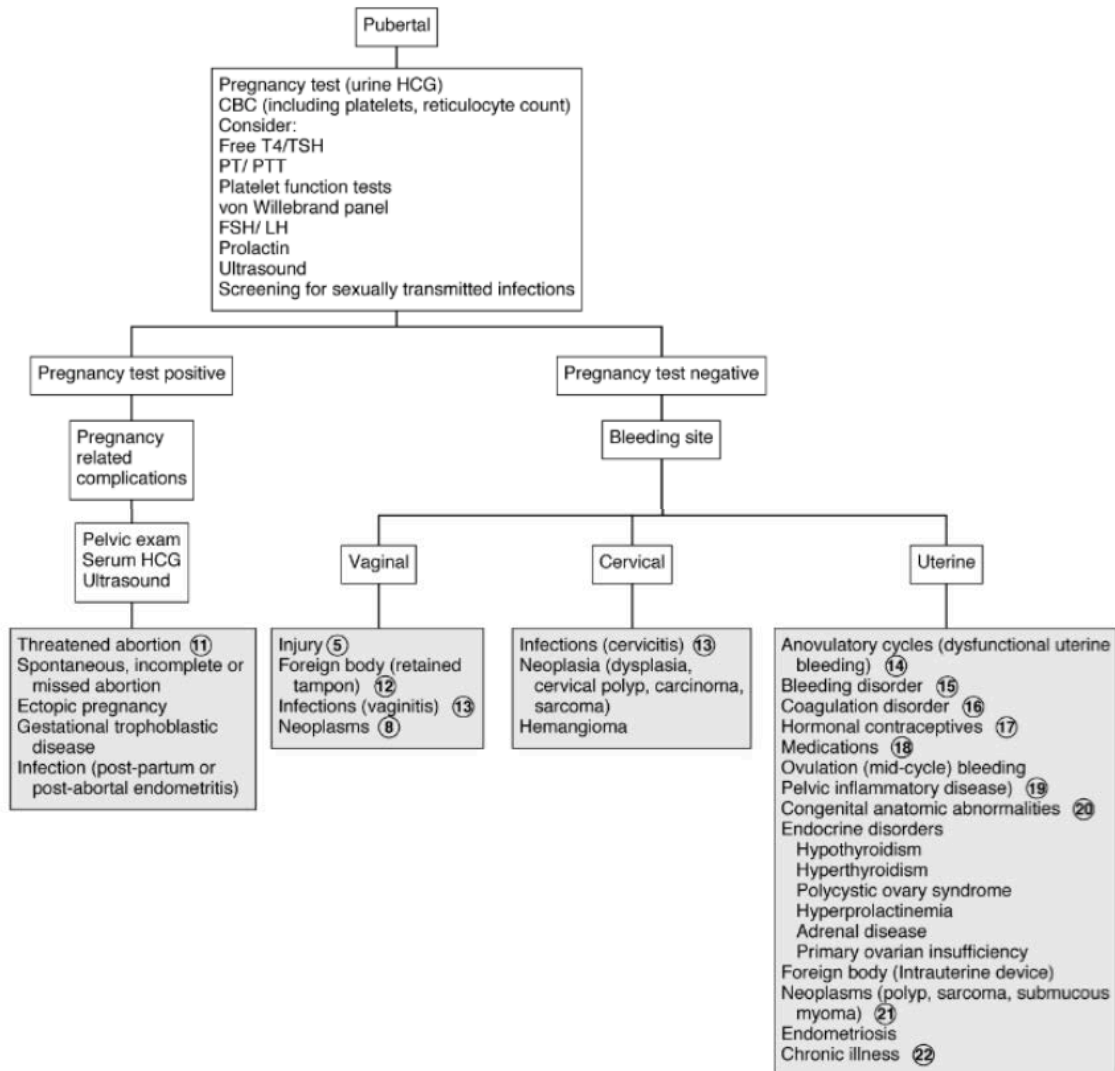 Pubertal
Pregnancy test (urine HCG)
CBC (including platelets, reticulocyte count)
Consider:
Free T4/TSH
PT/ PTT
Platelet function tests
von Willebrand panel
FSH/ LH
Prolactin
Ultrasound
Screening for sexually transmitted infections
Pregnancy test positive
Pregnancy test negative
Pregnancy
related
complications
Bleeding site
Pelvic exam
Serum HCG
Ultrasound
Vaginal
Cervical
Uterine
Threatened abortion ⑪
Spontaneous, incomplete or
missed abortion
Ectopic pregnancy
Gestational trophoblastic
disease
Infection (post-partum or
post-abortal endometritis)
Injury ⑤
Foreign body (retained
tampon) ⑫
Infections (vaginitis) ⑬
Neoplasms ⑧
Infections (cervicitis) ⑬
Neoplasia (dysplasia,
cervical polyp, carcinoma,
sarcoma)
Hemangioma
Anovulatory cycles (dysfunctional uterine
bleeding) ⑭
Bleeding disorder ⑮
Coagulation disorder ⑯
Hormonal contraceptives ⑰
Medications ⑱
Ovulation (mid-cycle) bleeding
Pelvic inflammatory disease) ⑲
Congenital anatomic abnormalities ⑳
Endocrine disorders
Hypothyroidism
Hyperthyroidism
Polycystic ovary syndrome
Hyperprolactinemia
Adrenal disease
Primary ovarian insufficiency
Foreign body (Intrauterine device)
Neoplasms (polyp, sarcoma, submucous
myoma) ㉑
Endometriosis
Chronic illness ㉒